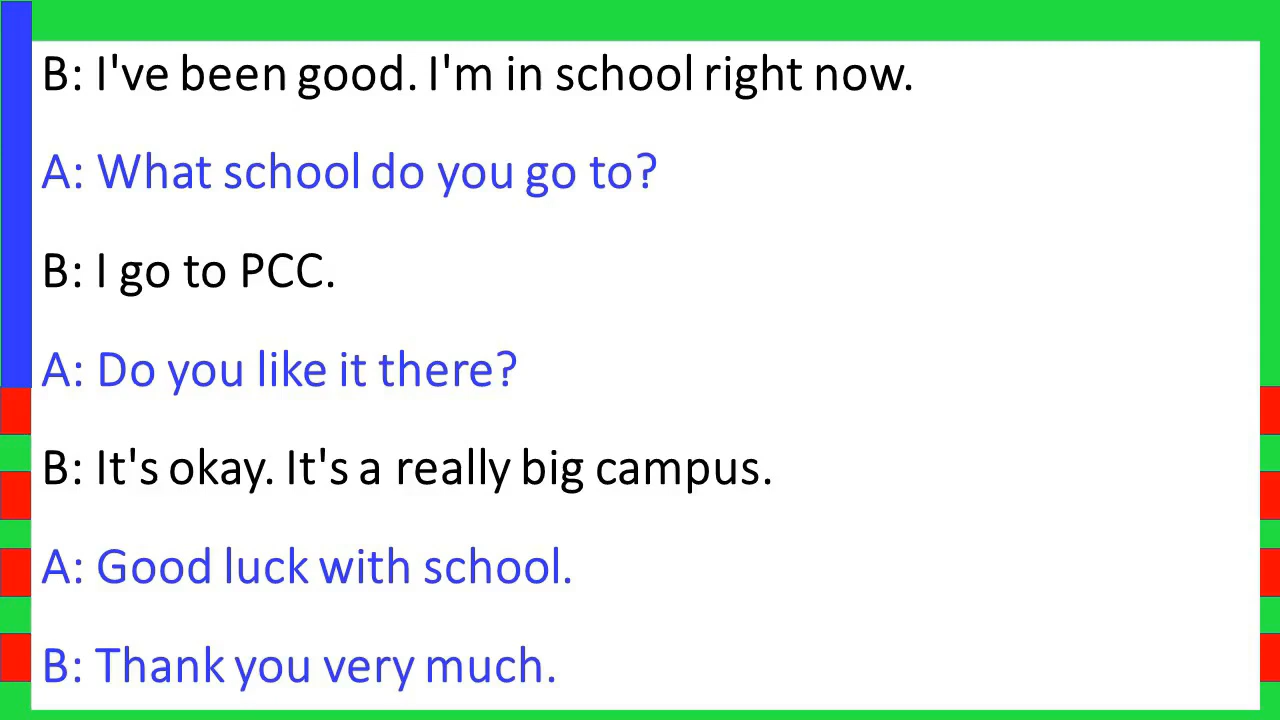 B: I've been good. I'm in school right now.
A: What school do you go to?
B: I go to PCC.
A: Do you like it there?
B: It's okay. It's a really big campus.
A: Good luck with school.
B: Thank you very much.